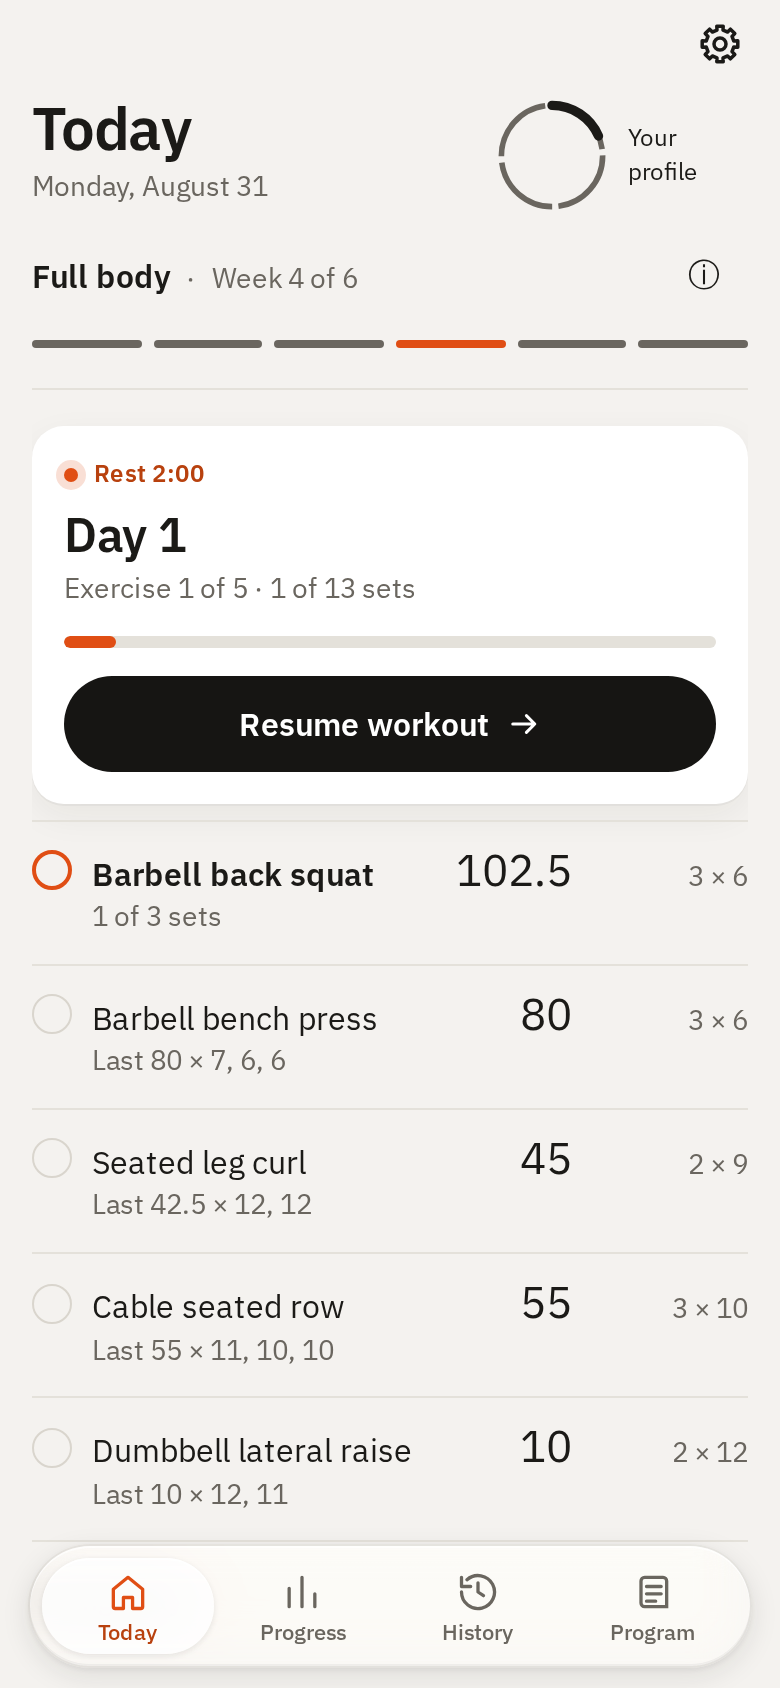 Today
Monday, August 31
Your
profile
Full body · Week 4 of 6
Rest 2:00
Day 1
Exercise 1 of 5 · 1 of 13 sets
Resume workout →
Barbell back squat 102.5 3 × 6
1 of 3 sets
Barbell bench press 80 3 × 6
Last 80 × 7, 6, 6
Seated leg curl 45 2 × 9
Last 42.5 × 12, 12
Cable seated row 55 3 × 10
Last 55 × 11, 10, 10
Dumbbell lateral raise 10 2 × 12
Last 10 × 12, 11
Today Progress History Program